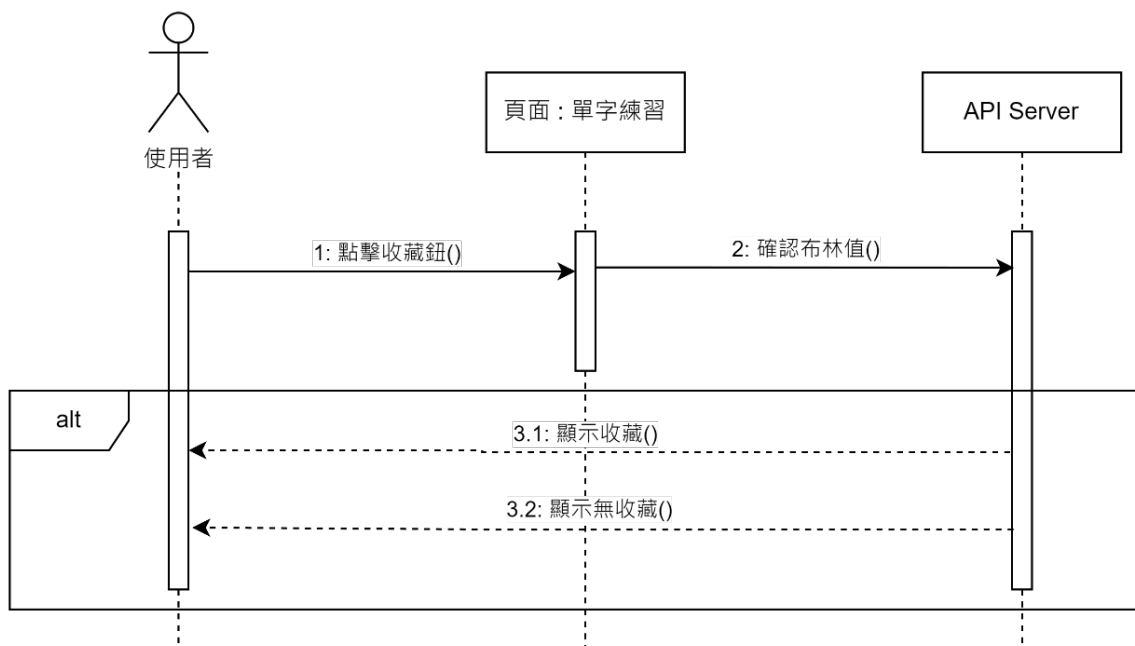 使用者
頁面 : 單字練習
API Server
1: 點擊收藏鈕()
2: 確認布林值()
alt
3.1: 顯示收藏()
3.2: 顯示無收藏()